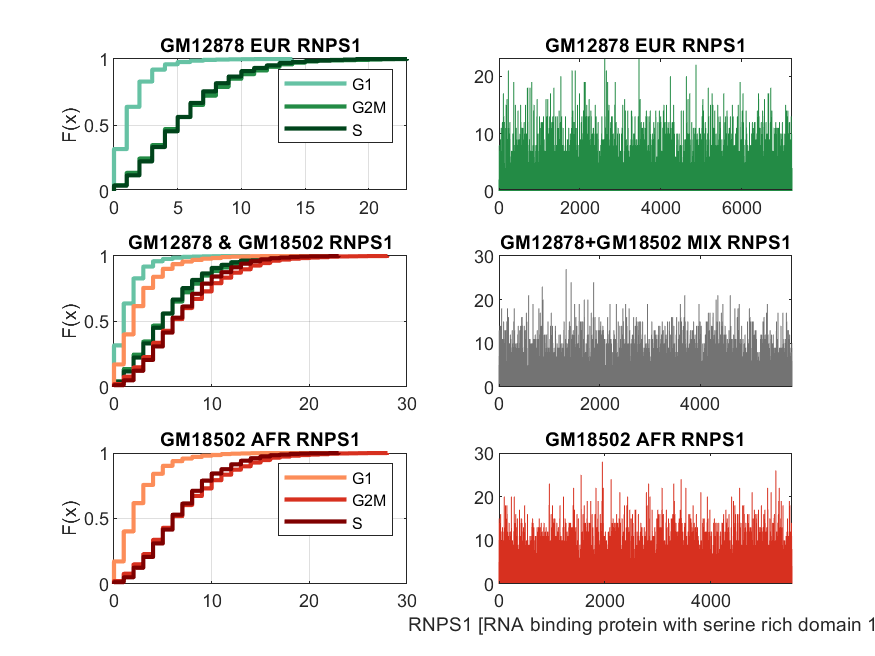 GM12878 EUR RNPS1
1
0.5
0
F(x)
0 5 10 15 20
G1
G2M
S
GM12878 EUR RNPS1
20
10
0
0 2000 4000 6000
GM12878 & GM18502 RNPS1
1
0.5
0
F(x)
0 10 20 30
GM12878+GM18502 MIX RNPS1
30
20
10
0
0 2000 4000
GM18502 AFR RNPS1
1
0.5
0
F(x)
0 10 20 30
G1
G2M
S
GM18502 AFR RNPS1
30
20
10
0
0 2000 4000
RNPS1 [RNA binding protein with serine rich domain 1